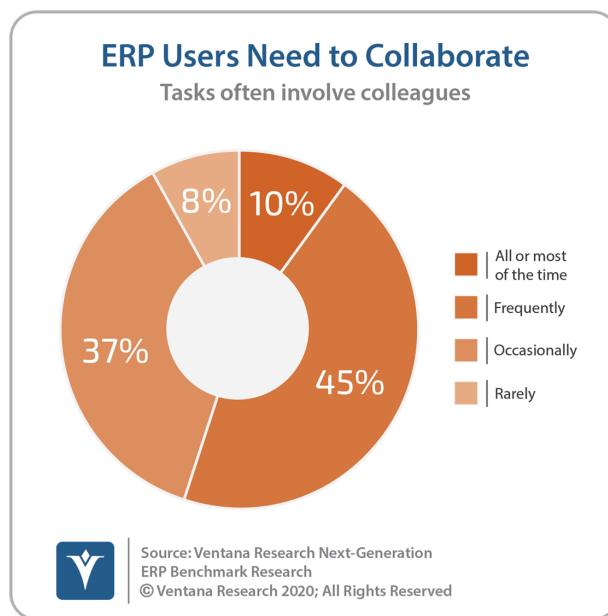 ERP Users Need to Collaborate
Tasks often involve colleagues
8%
10%
37%
45%
All or most
of the time
Frequently
Occasionally
Rarely
Source: Ventana Research Next-Generation
ERP Benchmark Research
© Ventana Research 2020; All Rights Reserved